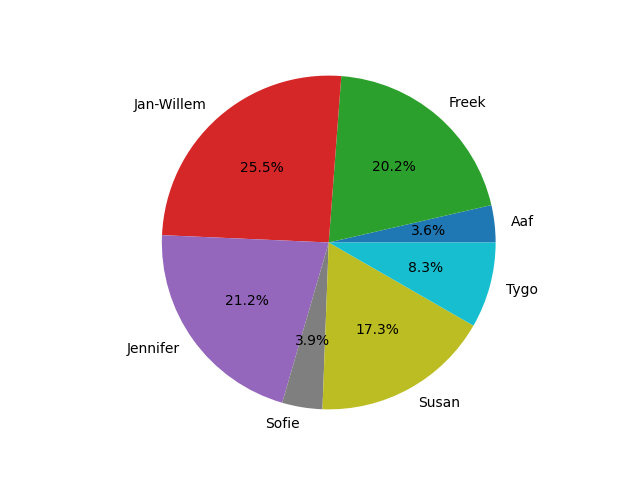 Jan-Willem
Freek
25.5%
20.2%
Aaf
3.6%
8.3%
Tygo
21.2%
17.3%
3.9%
Jennifer
Susan
Sofie